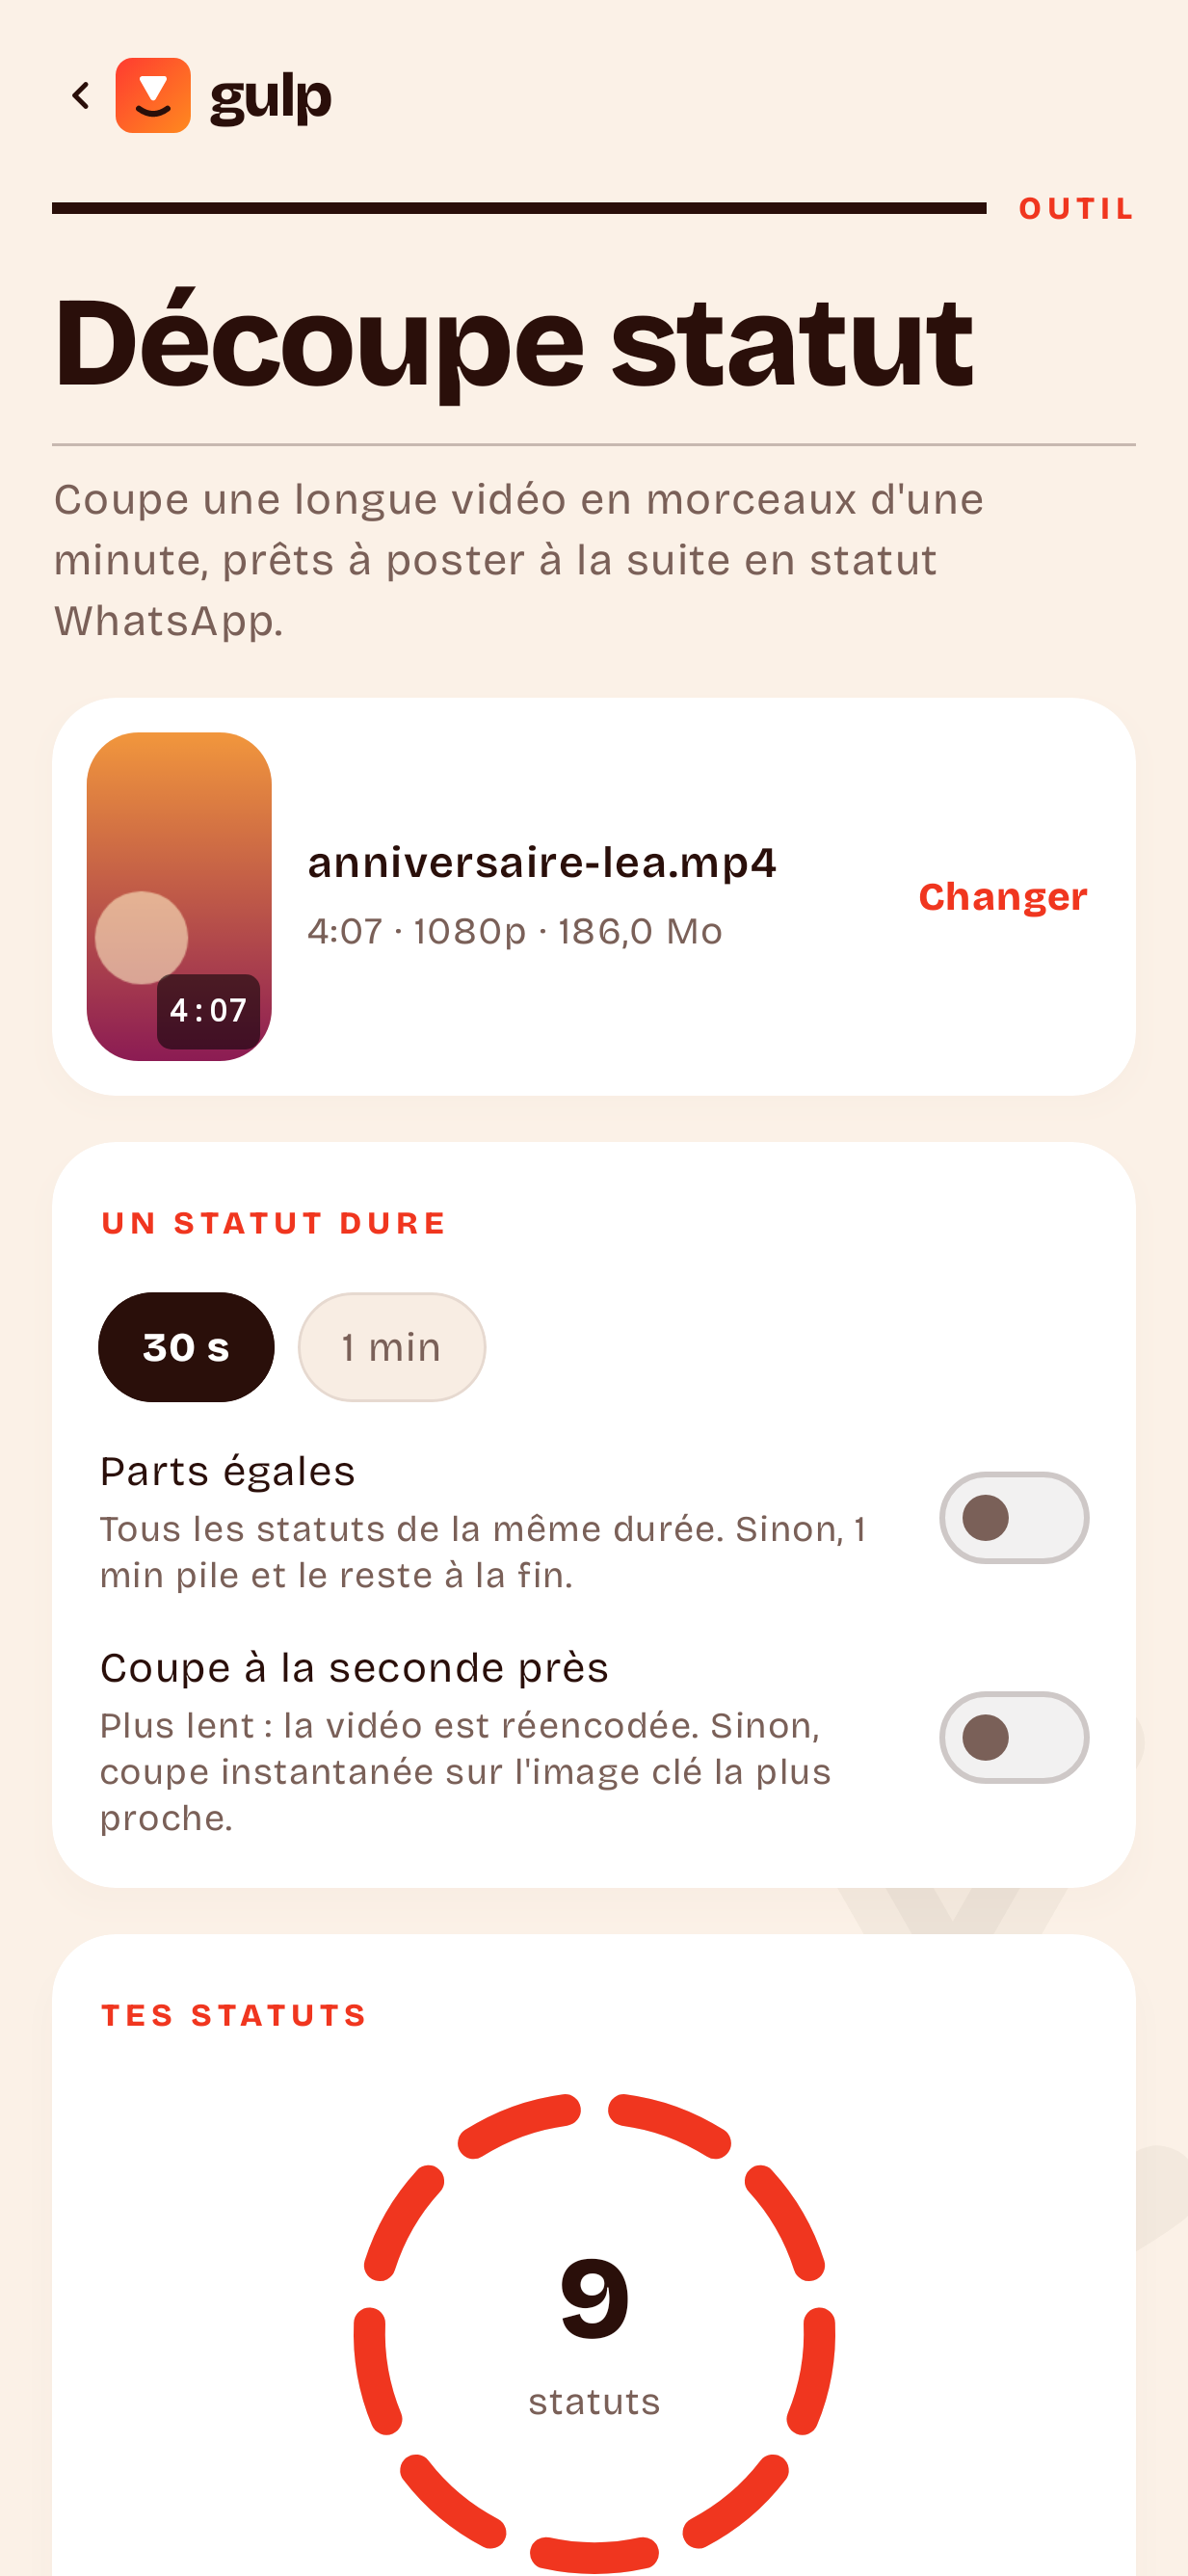 gulp
OUTIL
Découpe statut
Coupe une longue vidéo en morceaux d'une
minute, prêts à poster à la suite en statut
WhatsApp.
anniversaire-lea.mp4
4:07 · 1080p · 186,0 Mo
Changer
4:07
UN STATUT DURE
30 s
1 min
Parts égales
Tous les statuts de la même durée. Sinon, 1
min pile et le reste à la fin.
Coupe à la seconde près
Plus lent : la vidéo est réencodée. Sinon,
coupe instantanée sur l'image clé la plus
proche.
TES STATUTS
9
statuts